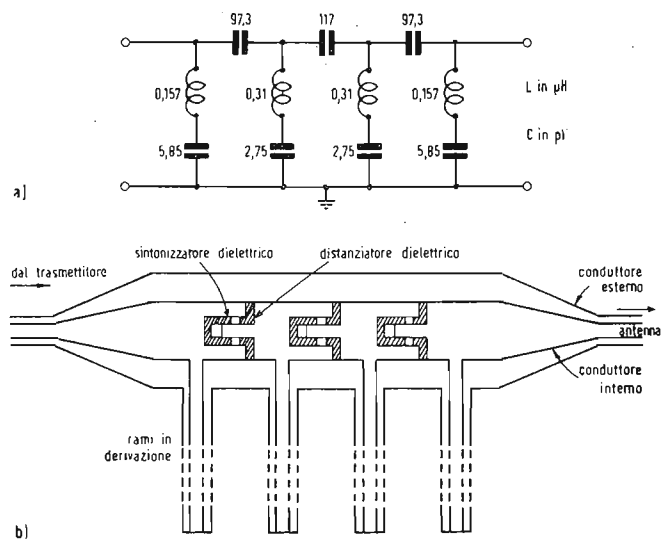 97,3
117
97,3
0,157
0,31
0,31
0,157
L in µH
5,85
2,75
2,75
5,85
C in pF
a)
sintonizzatore dielettrico
distanziatore dielettrico
dal trasmettitore
conduttore
esterno
antenna
conduttore
interno
rami in
derivazione
b)